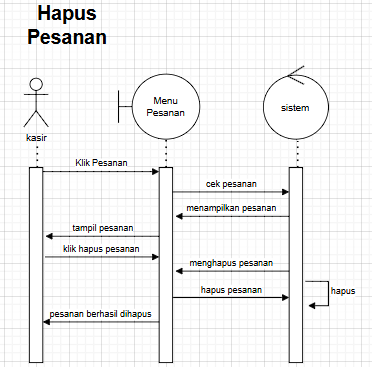 Hapus
Pesanan
kasir
Menu
Pesanan
sistem
Klik Pesanan
cek pesanan
menampilkan pesanan
tampil pesanan
klik hapus pesanan
menghapus pesanan
hapus pesanan
hapus
pesanan berhasil dihapus